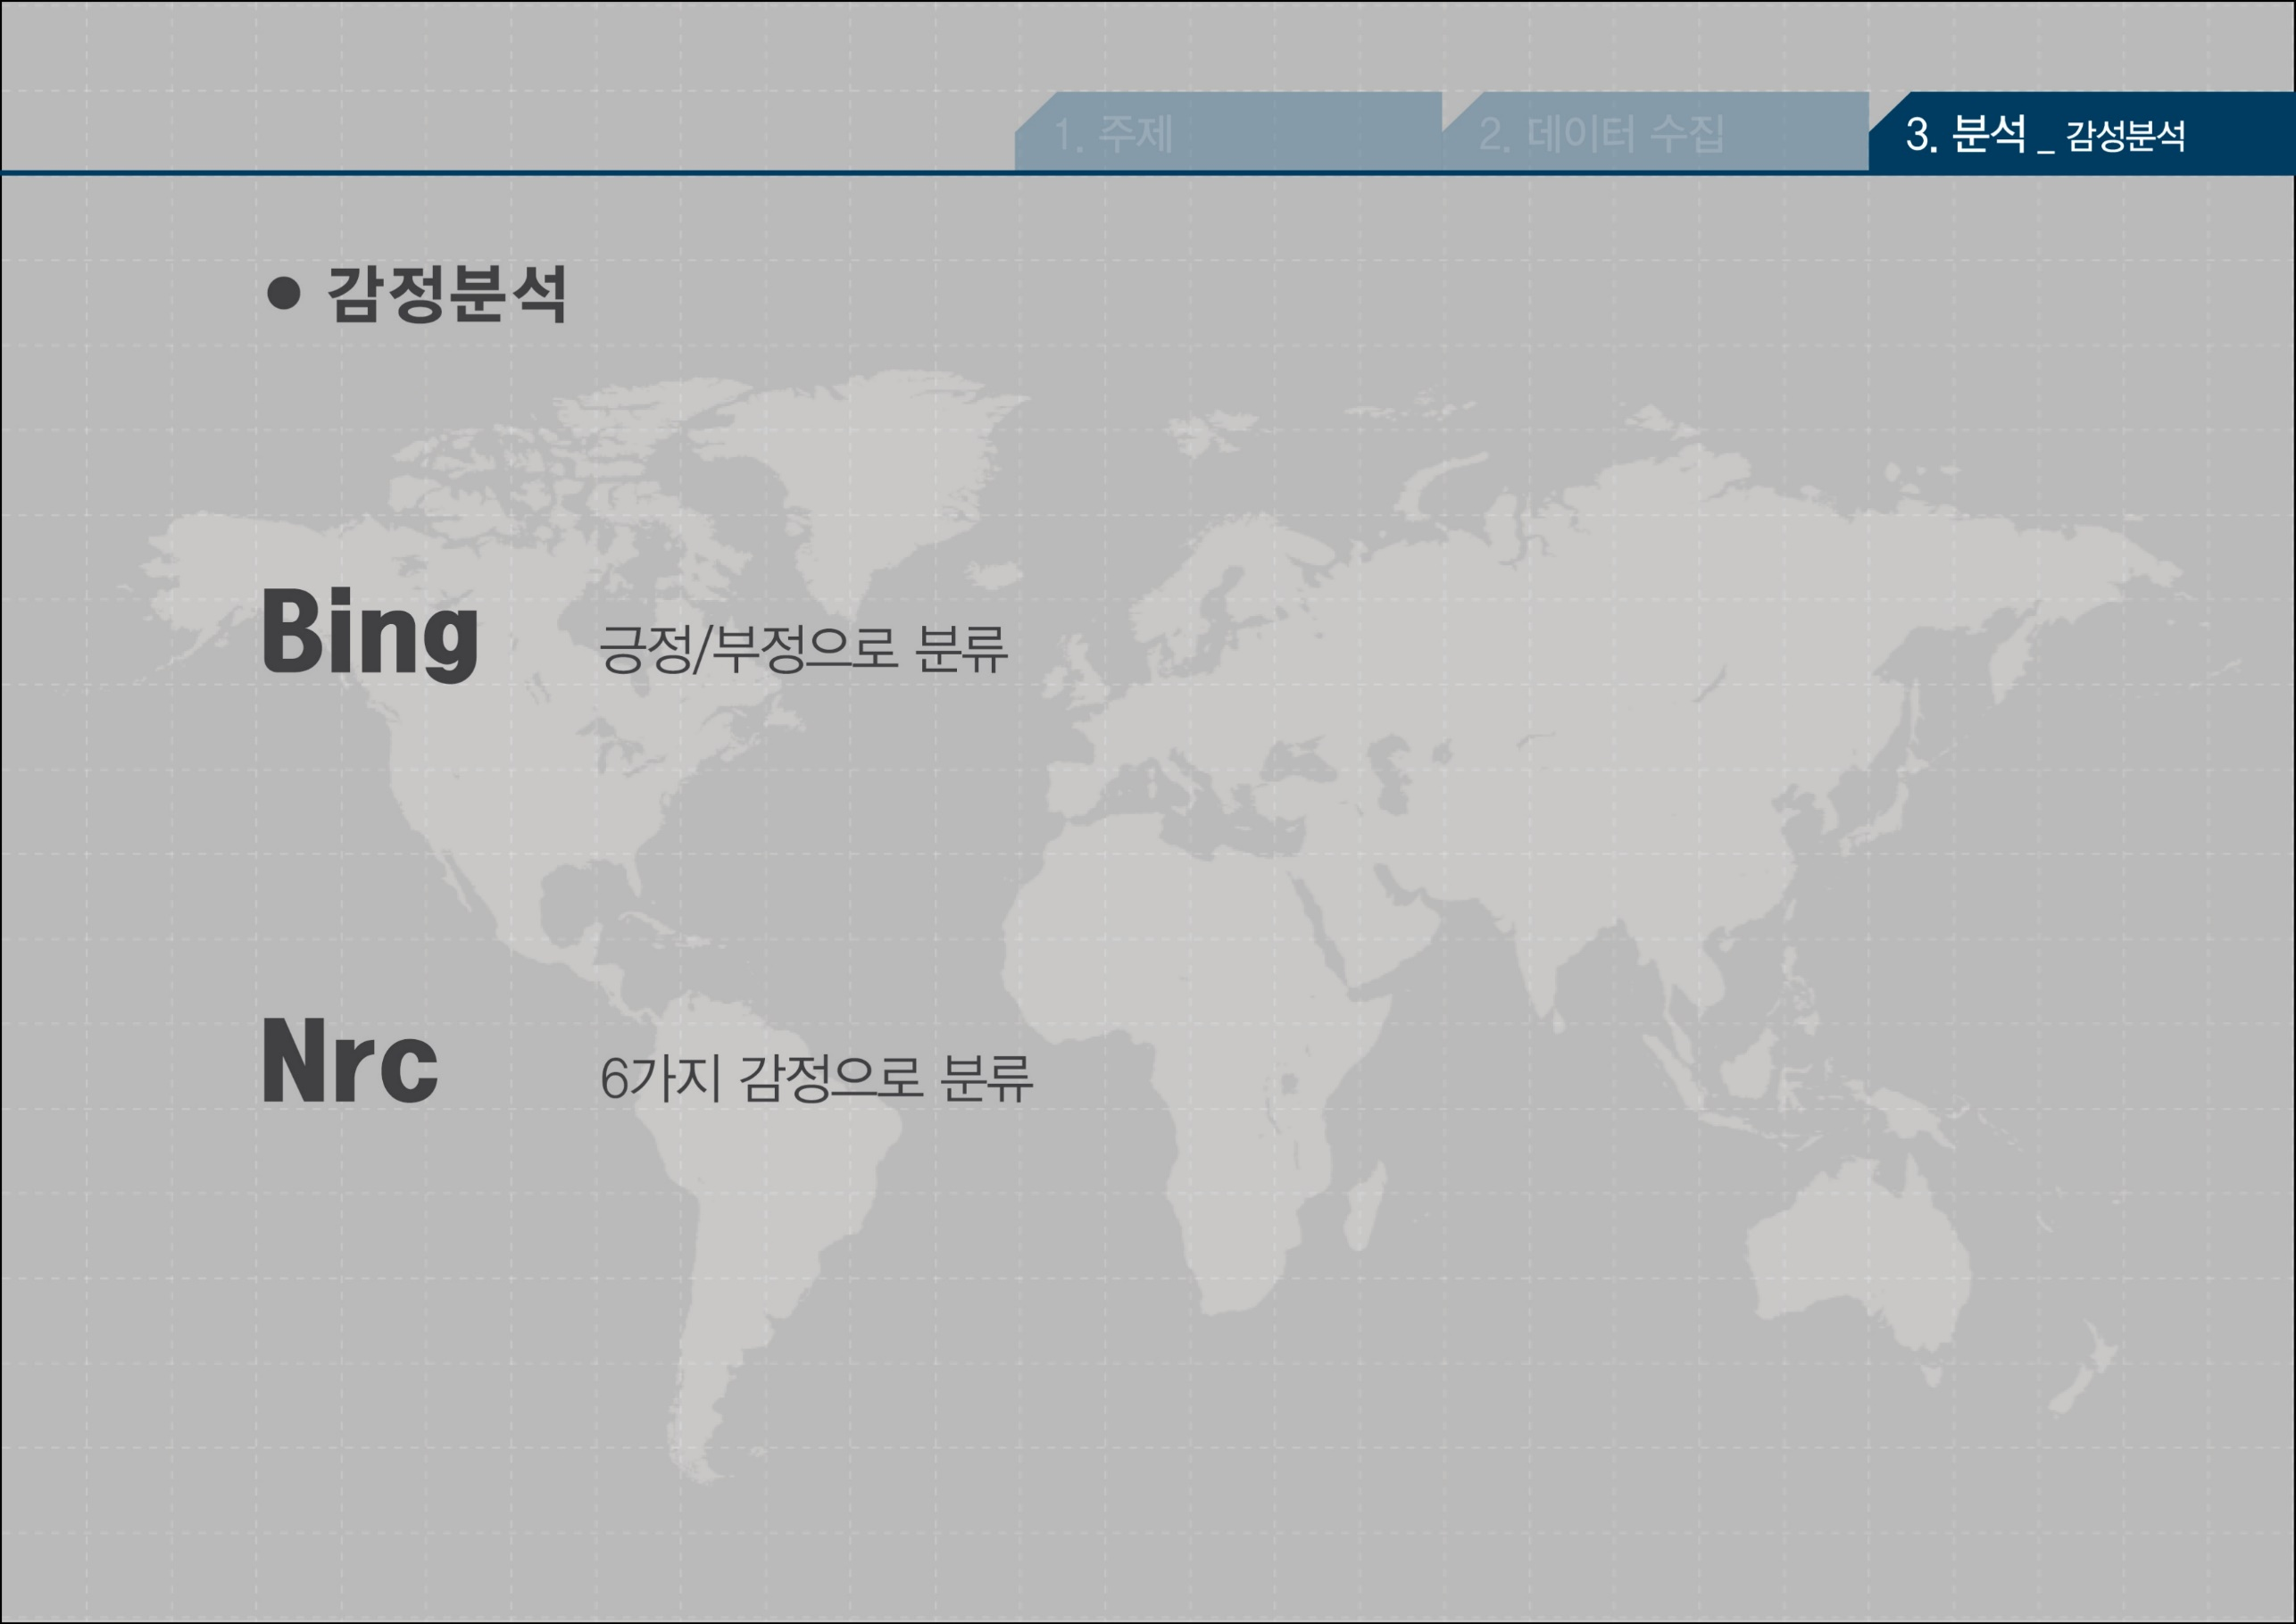 1. 주제
2. 데이터 수집
3. 분석 _ 감성분석
● 감정분석
Bing 긍정/부정으로 분류
Nrc 6가지 감정으로 분류